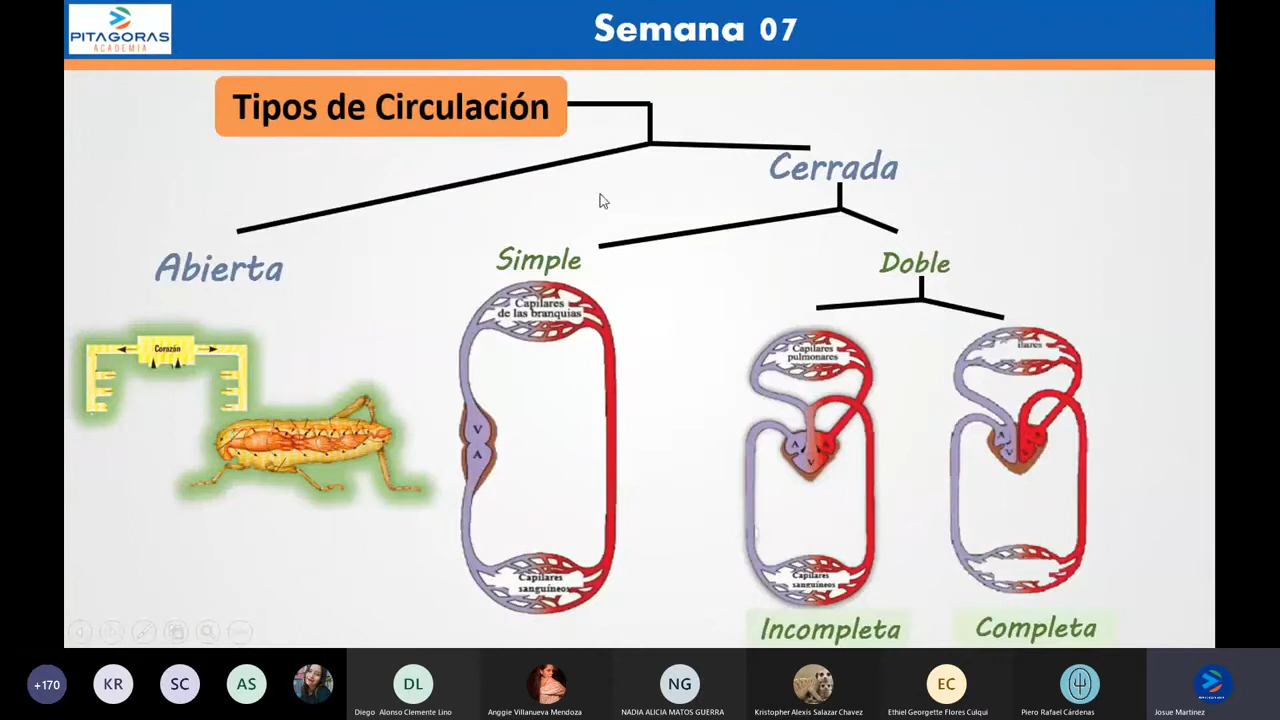 PITAGORAS
ACADEMIA
Semana 07
Tipos de Circulación
Cerrada
Abierta
Simple
Doble
Corazón
Capilares
de las branquias
V
A
Capilares
sanguíneos
Capilares
pulmonares
A
A
V
Capilares
sanguíneos
ilares
A
A
V
Incompleta
Completa
+170
KR
SC
AS
DL
NG
EC
Diego Alonso Clemente Lino
Anggie Villanueva Mendoza
NADIA ALICIA MATOS GUERRA
Kristopher Alexis Salazar Chavez
Ethiel Georgette Flores Culqui
Piero Rafael Cárdenas
Josue Martinez